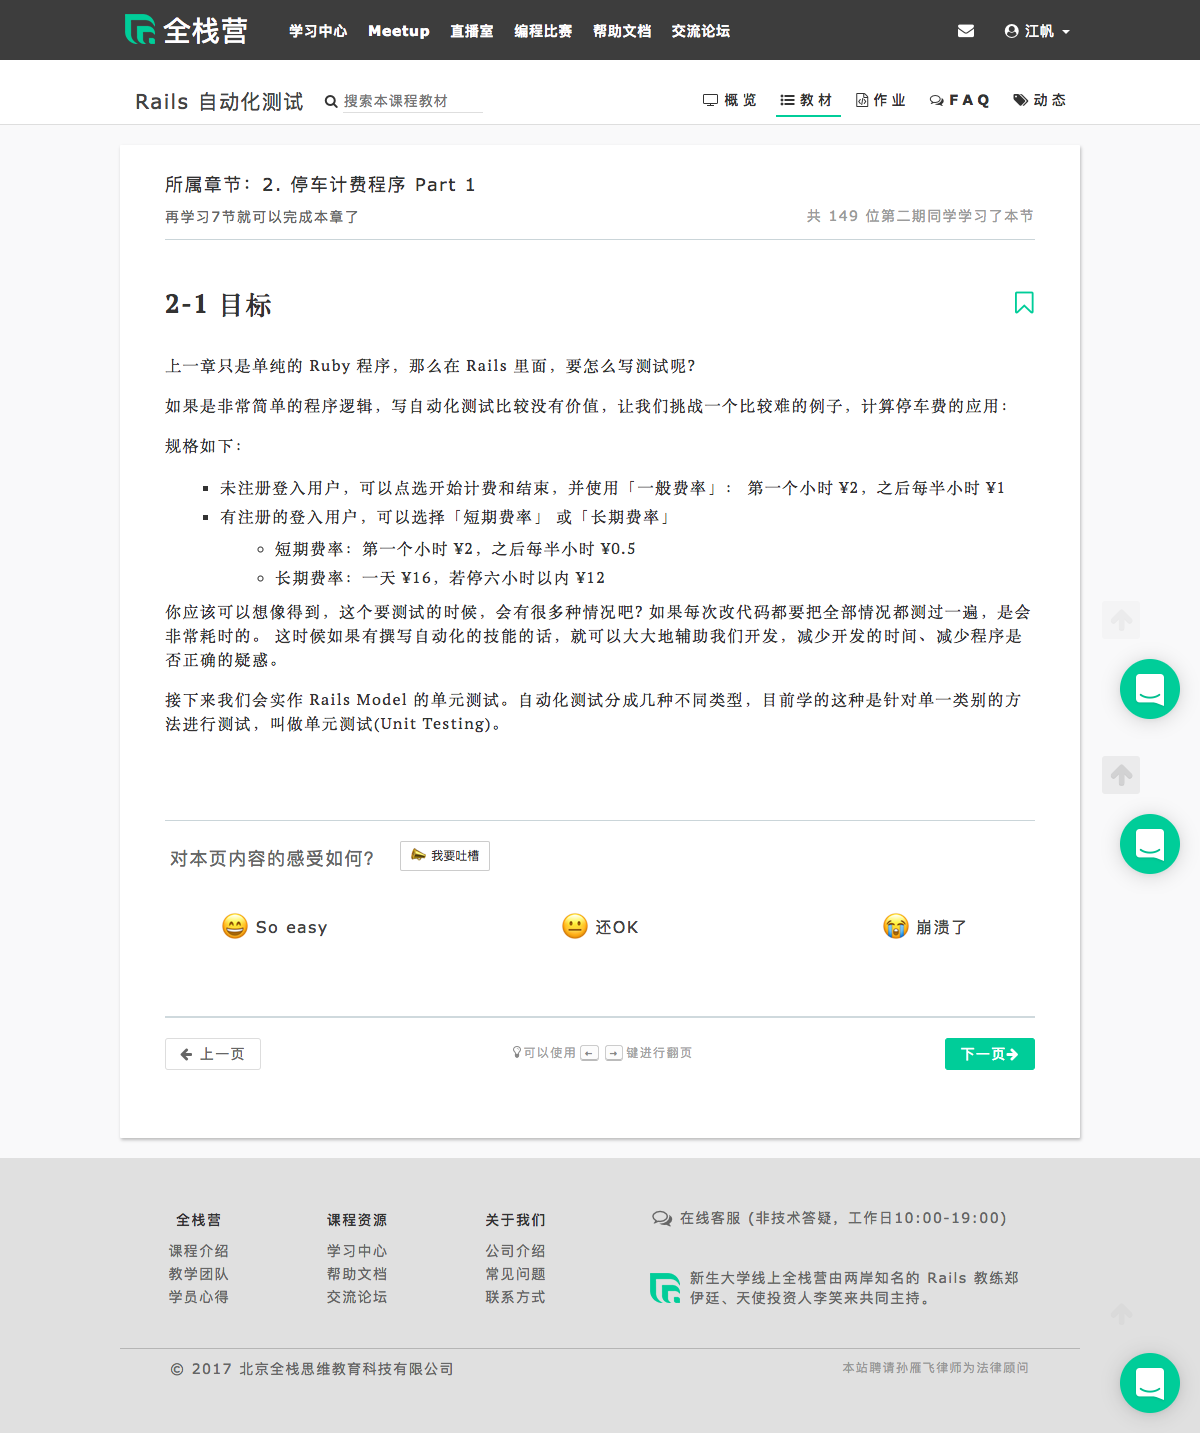 全栈营
学习中心 Meetup 直播室 编程比赛 帮助文档 交流论坛
江帆
Rails 自动化测试
搜索本课程教材
概览 教材 作业 FAQ 动态
所属章节：2. 停车计费程序 Part 1
再学习7节就可以完成本章了
共 149 位第二期同学学习了本节
2-1 目标
上一章只是单纯的 Ruby 程序，那么在 Rails 里面，要怎么写测试呢？
如果是非常简单的程序逻辑，写自动化测试比较没有价值，让我们挑战一个比较难的例子，计算停车费的应用：
规格如下：
未注册登入用户，可以点选开始计费和结束，并使用「一般费率」： 第一个小时 ¥2，之后每半小时 ¥1
有注册的登入用户，可以选择「短期费率」 或「长期费率」
短期费率：第一个小时 ¥2，之后每半小时 ¥0.5
长期费率：一天 ¥16，若停六小时以内 ¥12
你应该可以想像得到，这个要测试的时候，会有很多种情况吧? 如果每次改代码都要把全部情况都测过一遍，是会
非常耗时的。 这时候如果有撰写自动化的技能的话，就可以大大地辅助我们开发，减少开发的时间、减少程序是
否正确的疑惑。
接下来我们会实作 Rails Model 的单元测试。自动化测试分成几种不同类型，目前学的这种是针对单一类别的方
法进行测试，叫做单元测试(Unit Testing)。
对本页内容的感受如何?
我要吐槽
So easy
还OK
崩溃了
上一页
可以使用 ← → 键进行翻页
下一页
全栈营
课程介绍
教学团队
学员心得
课程资源
学习中心
帮助文档
交流论坛
关于我们
公司介绍
常见问题
联系方式
在线客服 (非技术答疑，工作日10:00-19:00)
新生大学线上全栈营由两岸知名的 Rails 教练郑
伊廷、天使投资人李笑来共同主持。
© 2017 北京全栈思维教育科技有限公司
本站聘请孙雁飞律师为法律顾问